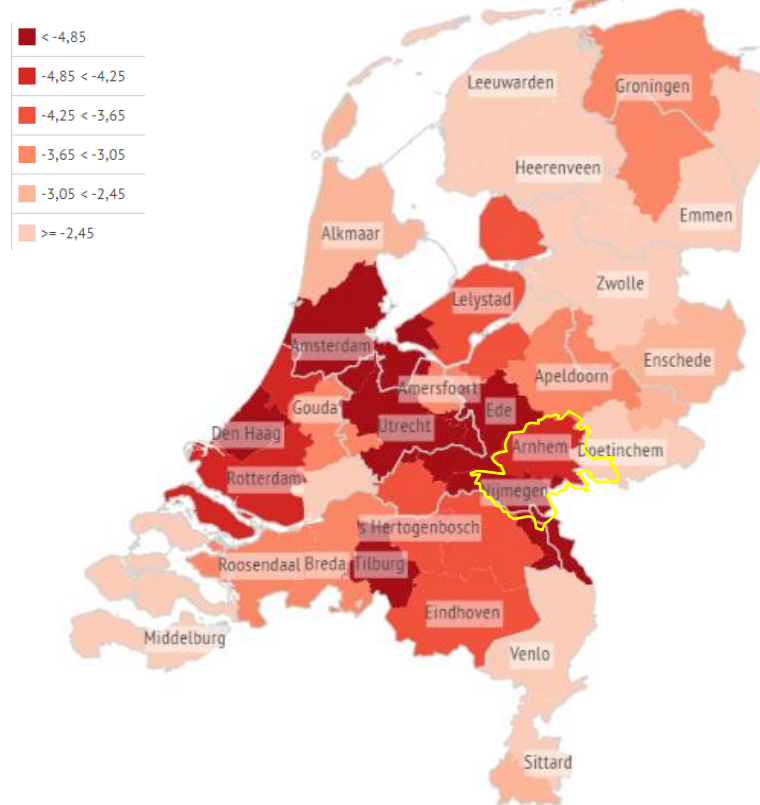 < -4,85
-4,85 < -4,25
-4,25 < -3,65
-3,65 < -3,05
-3,05 < -2,45
>= -2,45
Leeuwarden
Groningen
Heerenveen
Emmen
Alkmaar
Zwolle
Lelystad
Amsterdam
Enschede
Apeldoorn
Amersfoort
Gouda
Ede
Utrecht
Den Haag
Arnhem
Doetinchem
Rotterdam
Nijmegen
's Hertogenbosch
Roosendaal
Breda
Tilburg
Eindhoven
Middelburg
Venlo
Sittard